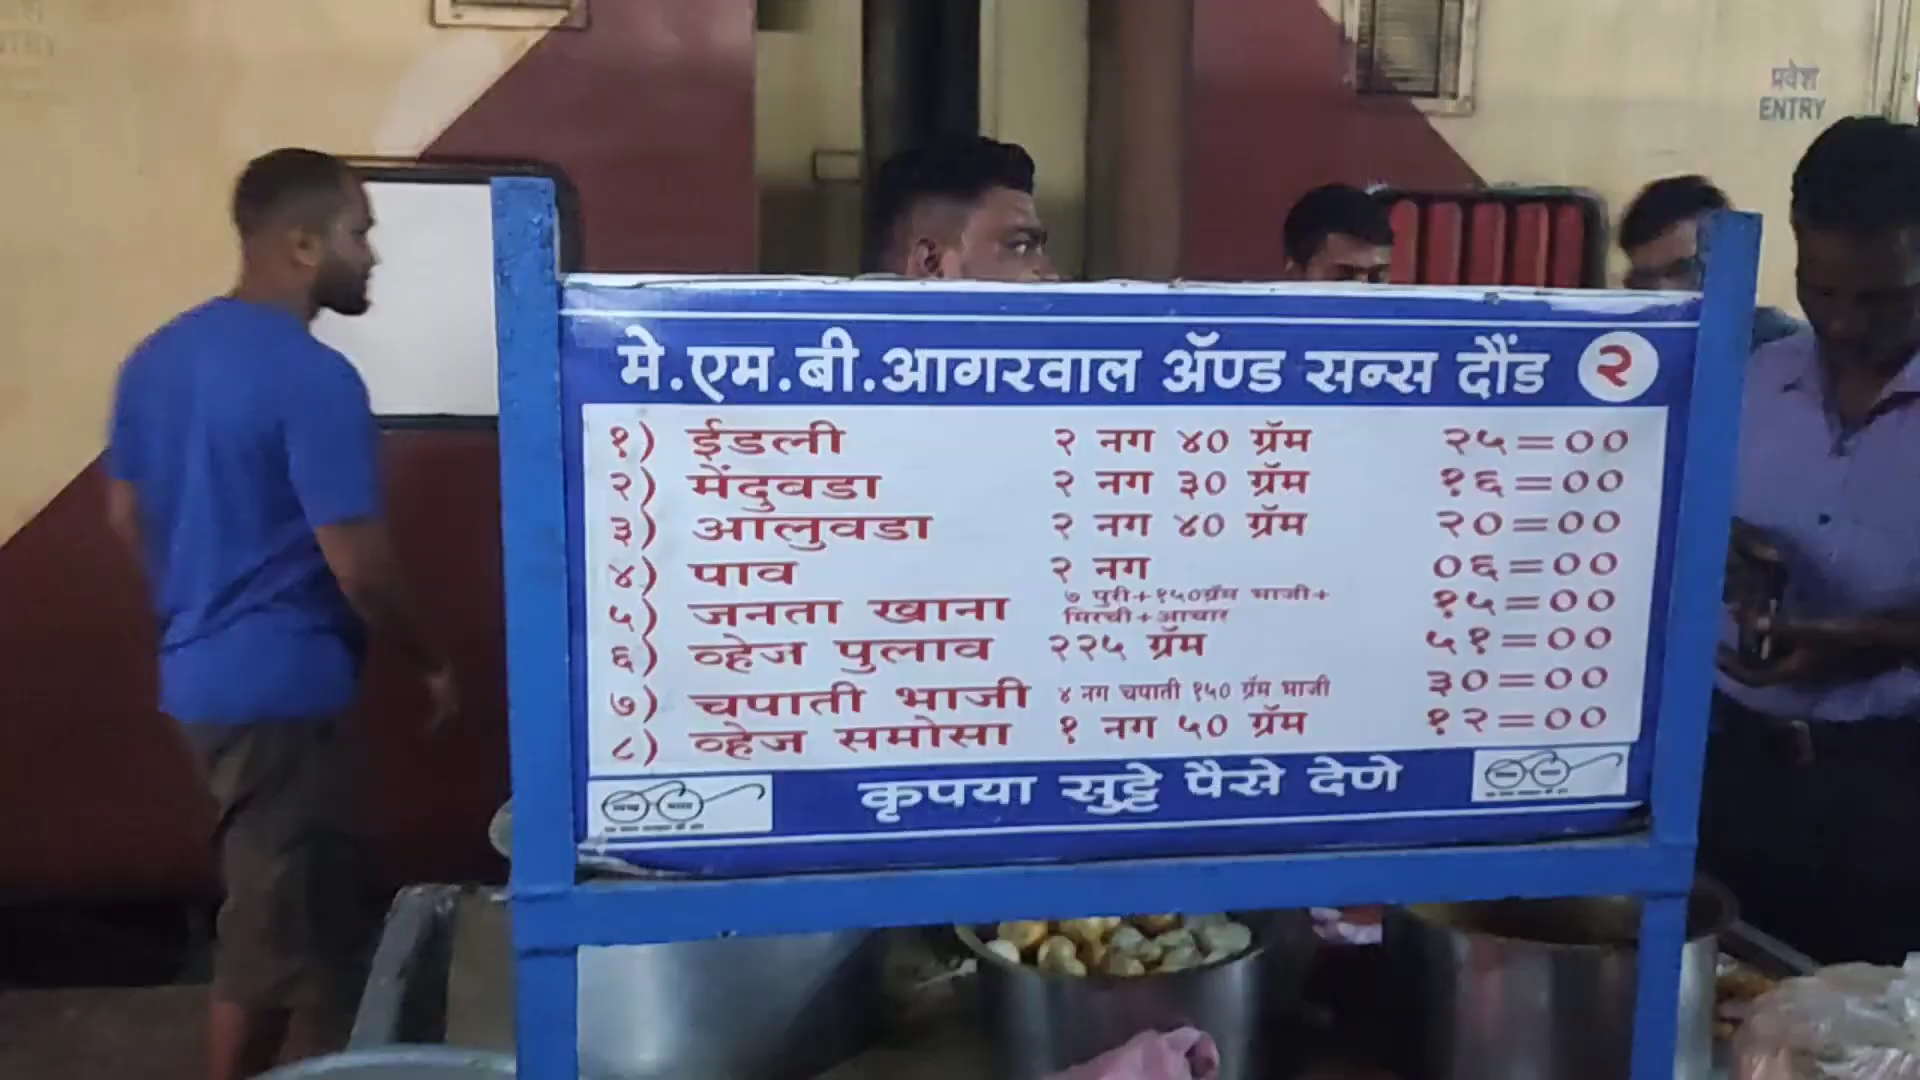 प्रवेश
ENTRY
मे.एम.बी.आगरवाल ॲण्ड सन्स दौंड २
१) ईडली २ नग ४० ग्रॅम २५=००
२) मेंदुवडा २ नग ३० ग्रॅम १६=००
३) आलुवडा २ नग ४० ग्रॅम २०=००
४) पाव २ नग ०६=००
५) जनता खाना ७ पुरी+१५०ग्रॅम भाजी+ मिरची+आचार १५=००
६) व्हेज पुलाव २२५ ग्रॅम ५१=००
७) चपाती भाजी ४ नग चपाती १५० ग्रॅम भाजी ३०=००
८) व्हेज समोसा १ नग ५० ग्रॅम १२=००
कृपया सुट्टे पैसे देणे